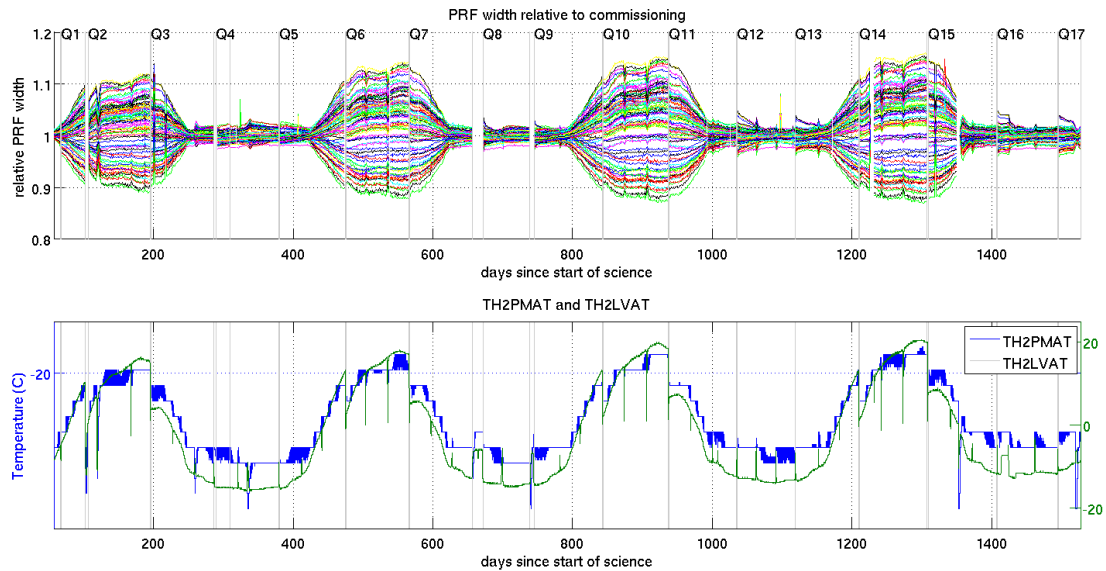 PRF width relative to commissioning
Q1 Q2 Q3 Q4 Q5 Q6 Q7 Q8 Q9 Q10 Q11 Q12 Q13 Q14 Q15 Q16 Q17
1.2
1.1
1
0.9
0.8
relative PRF width
200 400 600 800 1000 1200 1400
days since start of science
TH2PMAT and TH2LVAT
TH2PMAT
TH2LVAT
-20
Temperature (C)
20
0
-20
200 400 600 800 1000 1200 1400
days since start of science